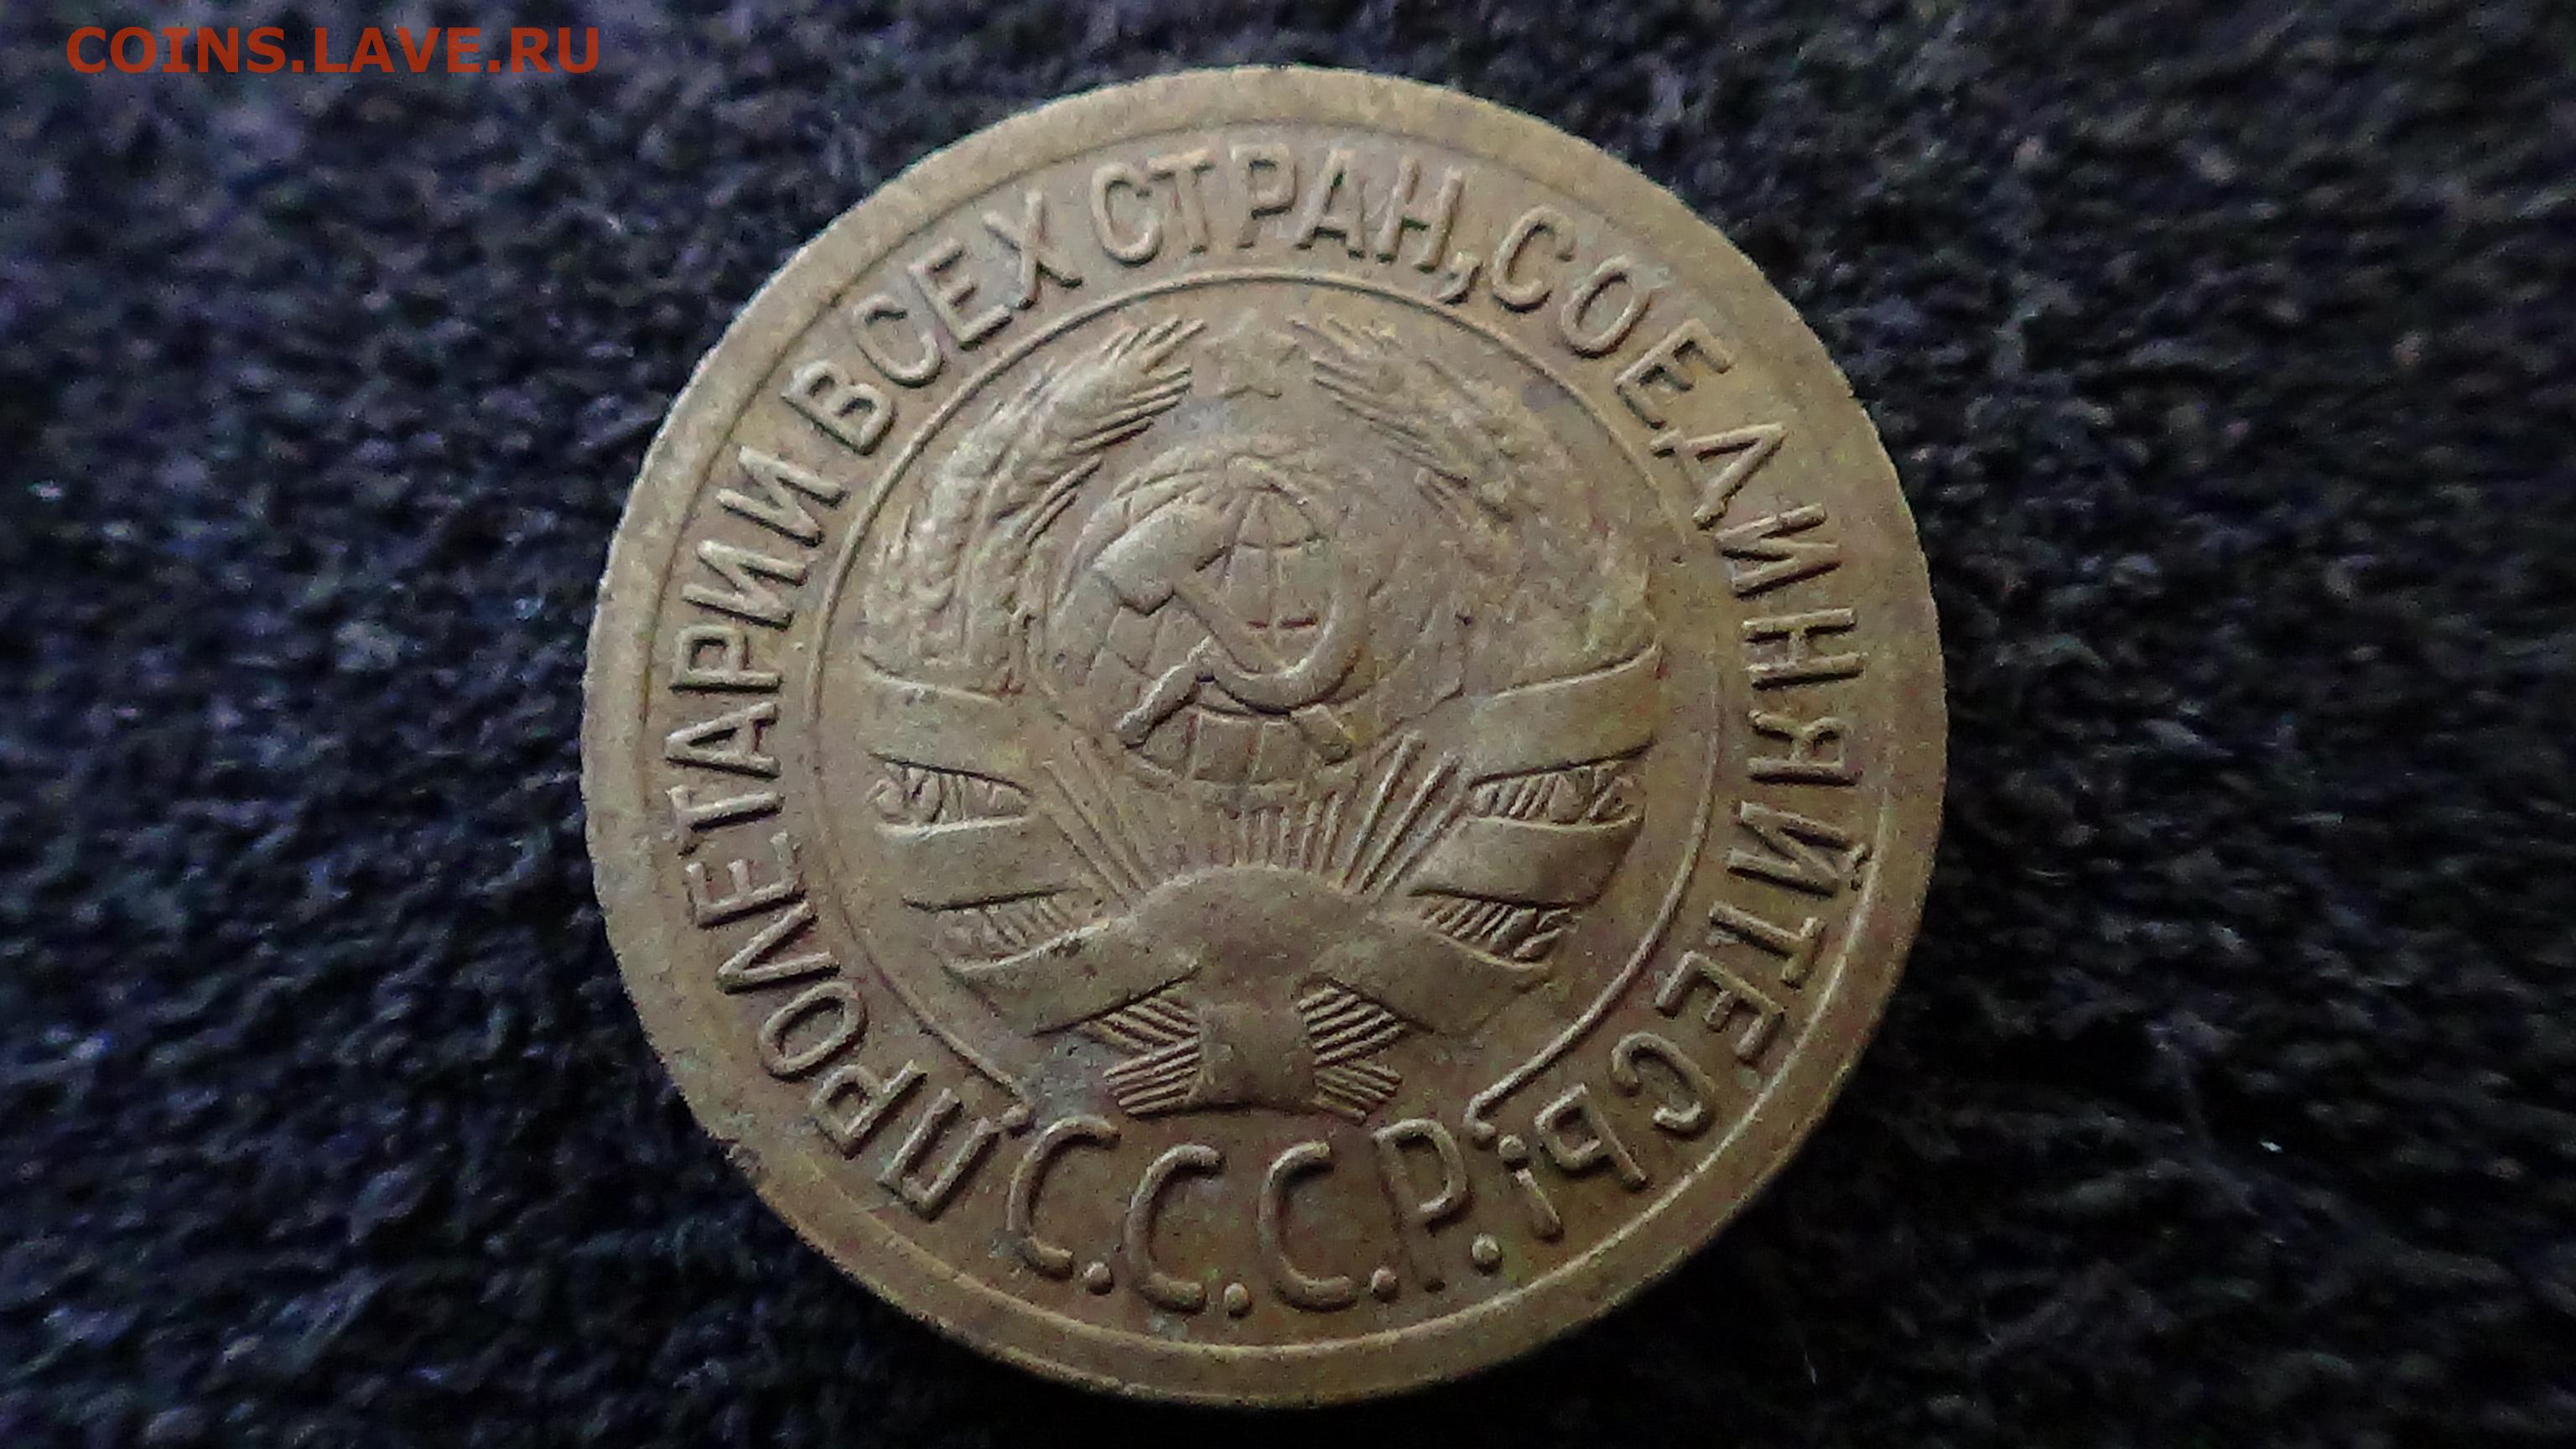 COINS.LAVE.RU
ПРОЛЕТАРИИ ВСЕХ СТРАН, СОЕДИНЯЙТЕСЬ!
С.С.С.Р.